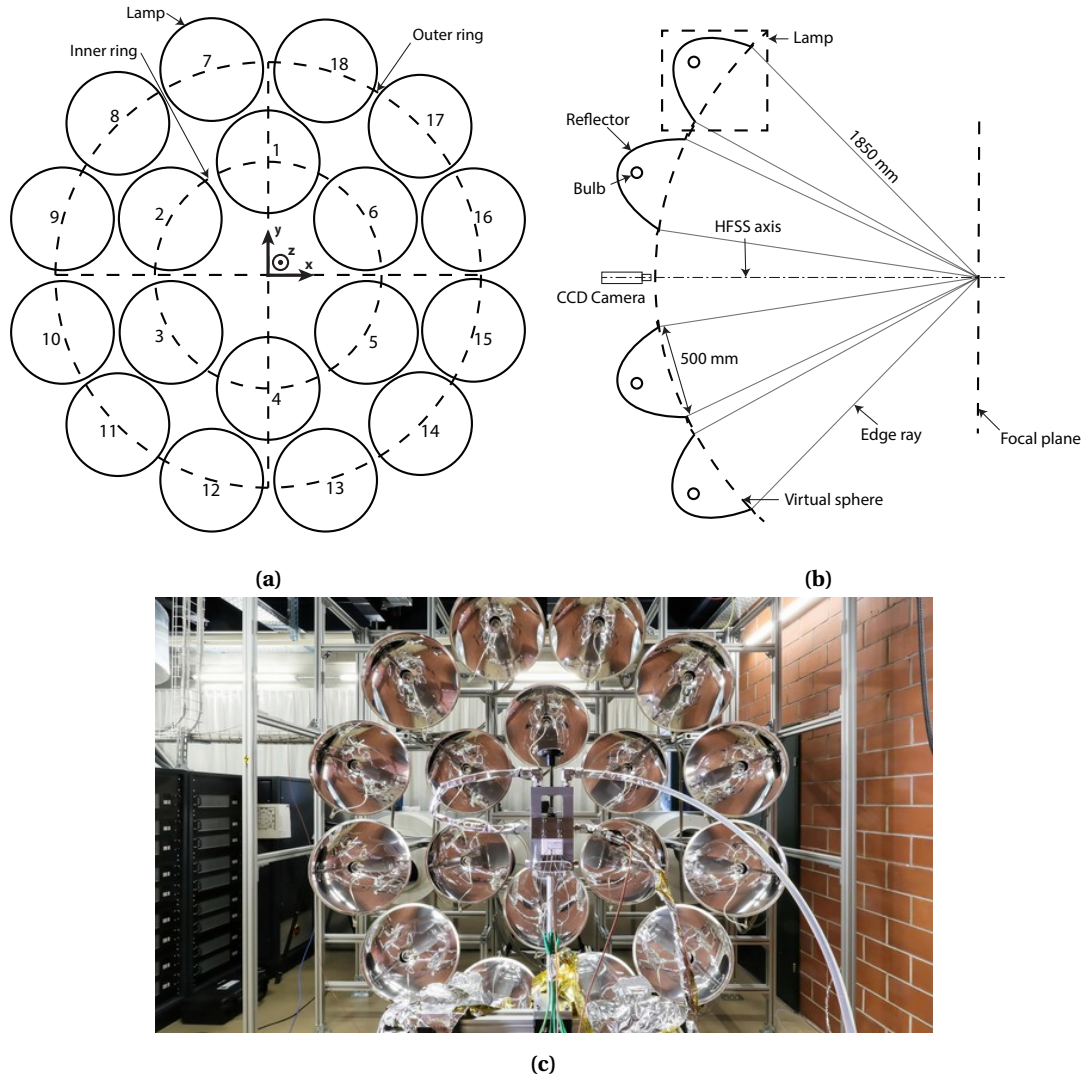 Lamp
Inner ring
Outer ring
7
18
8
17
1
9
2
6
16
y
z
x
10
3
5
15
4
11
14
12
13
(a)
Lamp
Reflector
1850 mm
Bulb
HFSS axis
CCD Camera
500 mm
Edge ray
Focal plane
Virtual sphere
(b)
(c)